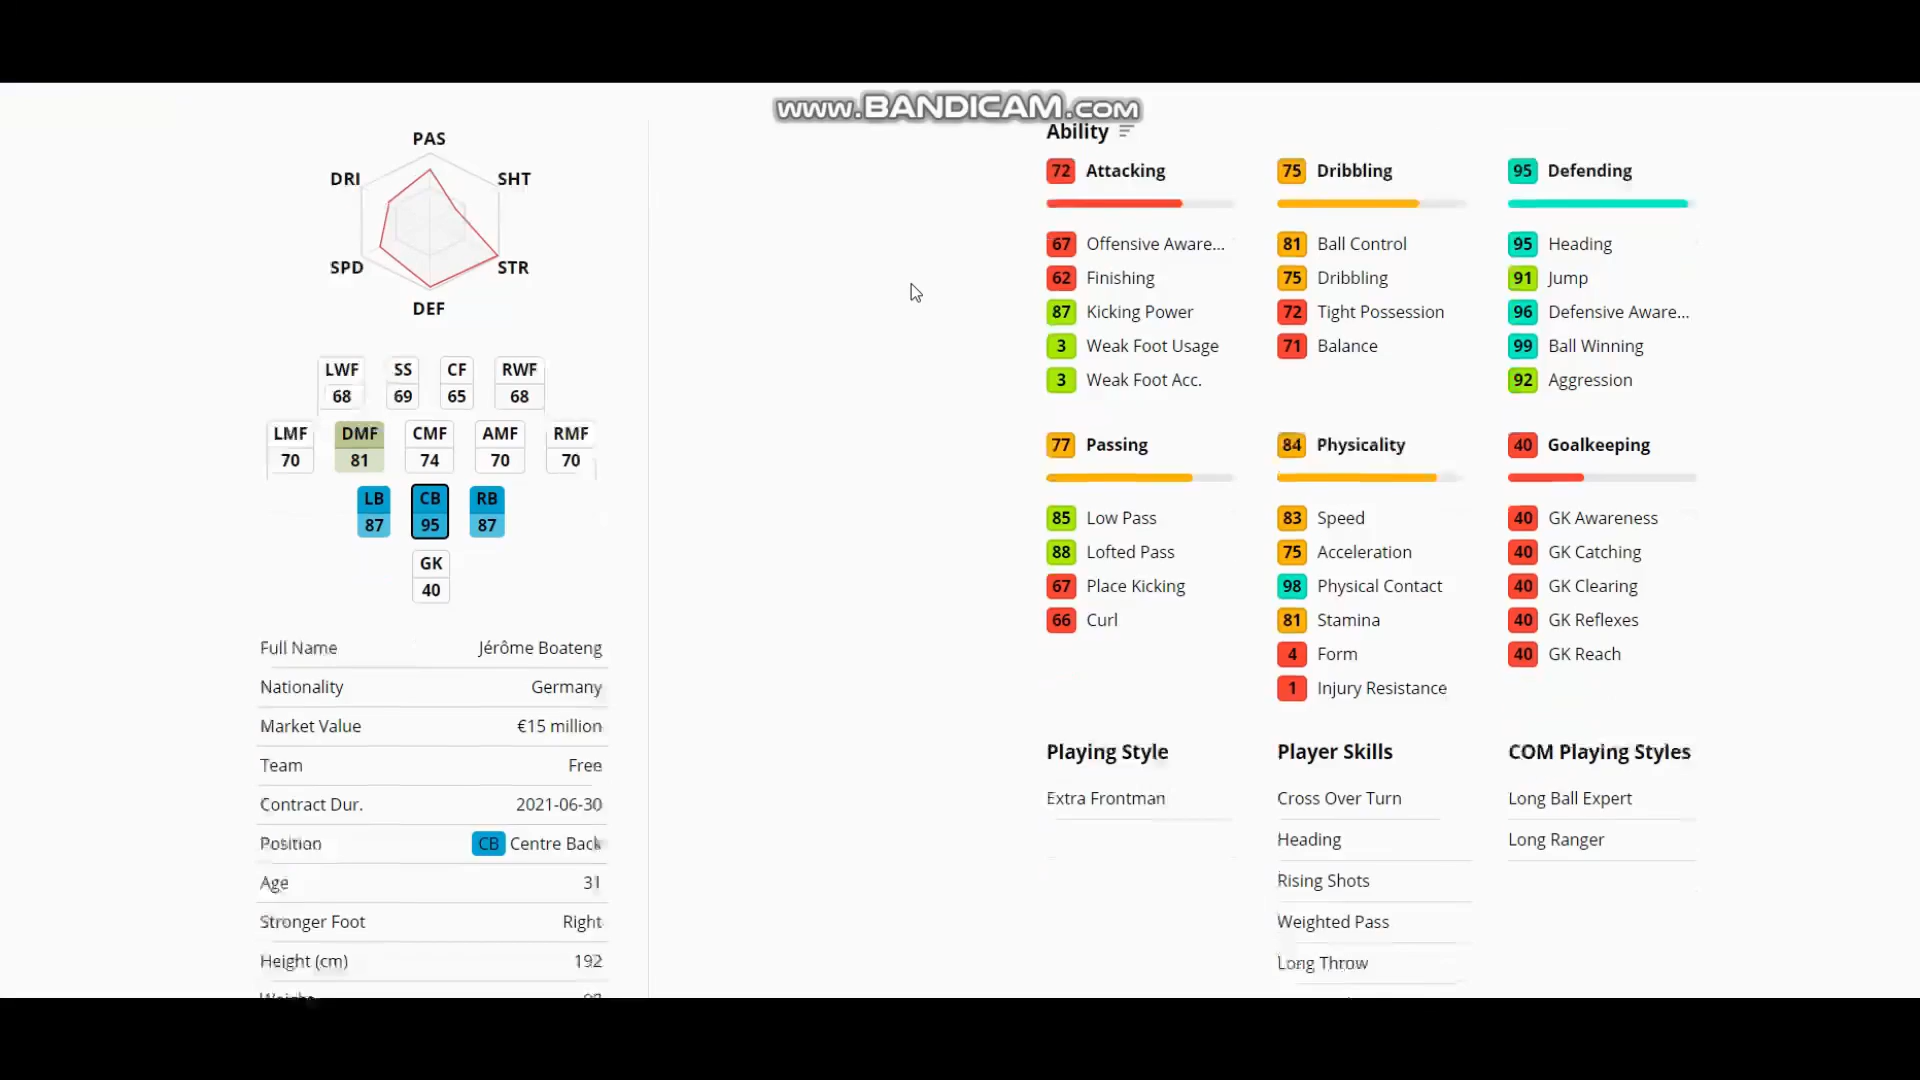 www.BANDICAM.com
PAS
DRI
SHT
SPD
STR
DEF
LWF SS CF RWF
68 69 65 68
LMF DMF CMF AMF RMF
70 81 74 70 70
LB CB RB
87 95 87
GK
40
Full Name Jérôme Boateng
Nationality Germany
Market Value €15 million
Team Free
Contract Dur. 2021-06-30
Position CB Centre Back
Age 31
Stronger Foot Right
Height (cm) 192
Ability
72 Attacking
67 Offensive Aware...
62 Finishing
87 Kicking Power
3 Weak Foot Usage
3 Weak Foot Acc.
75 Dribbling
81 Ball Control
75 Dribbling
72 Tight Possession
71 Balance
95 Defending
95 Heading
91 Jump
96 Defensive Aware...
99 Ball Winning
92 Aggression
77 Passing
85 Low Pass
88 Lofted Pass
67 Place Kicking
66 Curl
84 Physicality
83 Speed
75 Acceleration
98 Physical Contact
81 Stamina
4 Form
1 Injury Resistance
40 Goalkeeping
40 GK Awareness
40 GK Catching
40 GK Clearing
40 GK Reflexes
40 GK Reach
Playing Style
Extra Frontman
Player Skills
Cross Over Turn
Heading
Rising Shots
Weighted Pass
Long Throw
COM Playing Styles
Long Ball Expert
Long Ranger